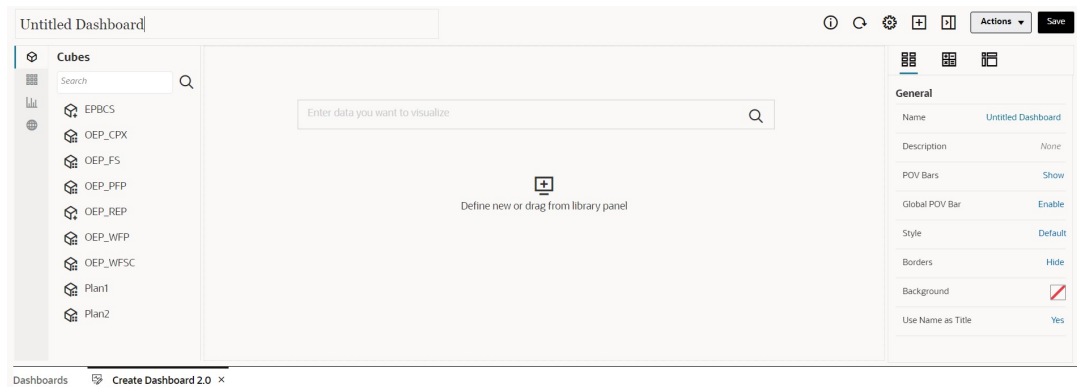 Untitled Dashboard
Actions
Save
Cubes
Search
EPBCS
OEP_CPX
OEP_FS
OEP_PFP
OEP_REP
OEP_WFP
OEP_WFSC
Plan1
Plan2
Enter data you want to visualize
Define new or drag from library panel
General
Name Untitled Dashboard
Description None
POV Bars Show
Global POV Bar Enable
Style Default
Borders Hide
Background
Use Name as Title Yes
Dashboards Create Dashboard 2.0 ×